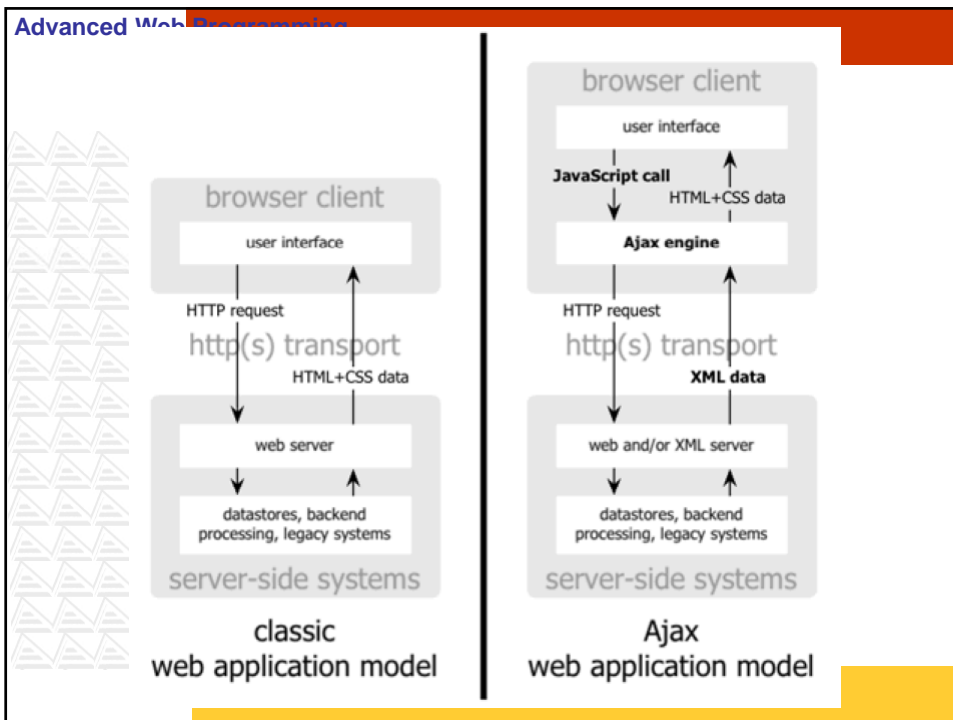 Advanced Web Programming
browser client
user interface
HTTP request
http(s) transport
HTML+CSS data
web server
datastores, backend
processing, legacy systems
server-side systems
classic
web application model
browser client
user interface
JavaScript call
HTML+CSS data
Ajax engine
HTTP request
http(s) transport
XML data
web and/or XML server
datastores, backend
processing, legacy systems
server-side systems
Ajax
web application model